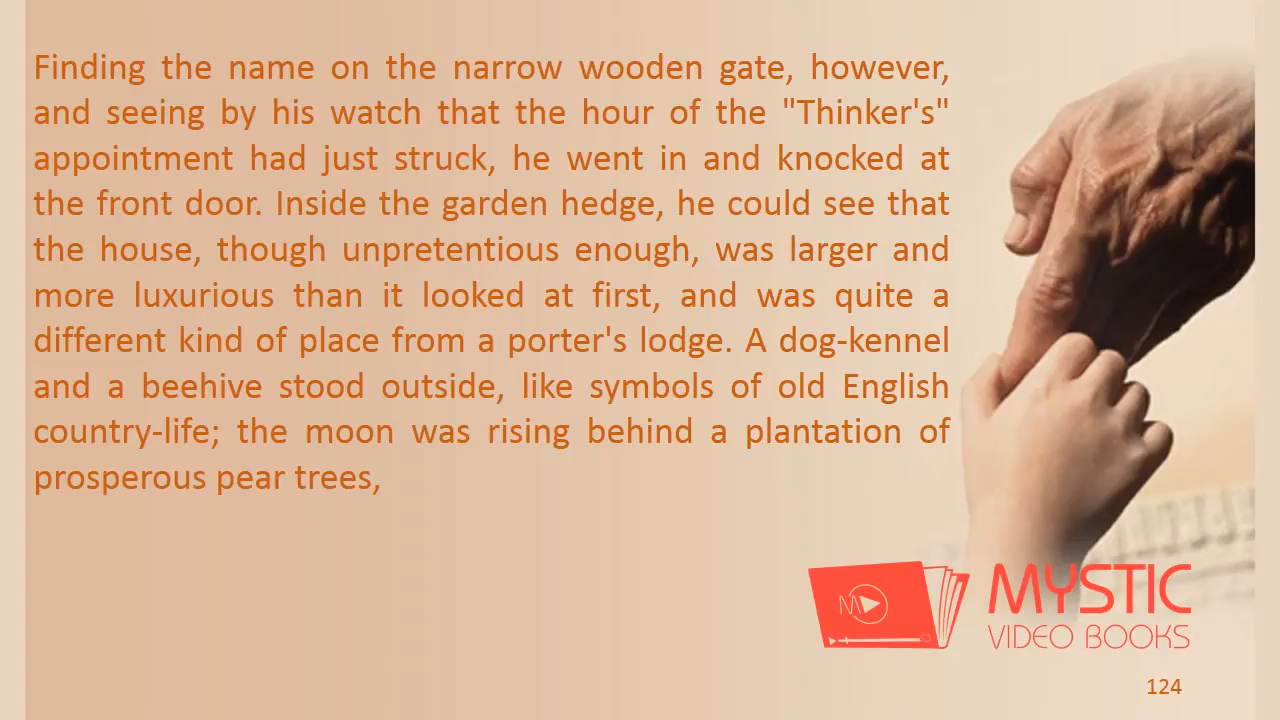 Finding the name on the narrow wooden gate, however,
and seeing by his watch that the hour of the "Thinker's"
appointment had just struck, he went in and knocked at
the front door. Inside the garden hedge, he could see that
the house, though unpretentious enough, was larger and
more luxurious than it looked at first, and was quite a
different kind of place from a porter's lodge. A dog-kennel
and a beehive stood outside, like symbols of old English
country-life; the moon was rising behind a plantation of
prosperous pear trees,
M
MYSTIC
VIDEO BOOKS
124